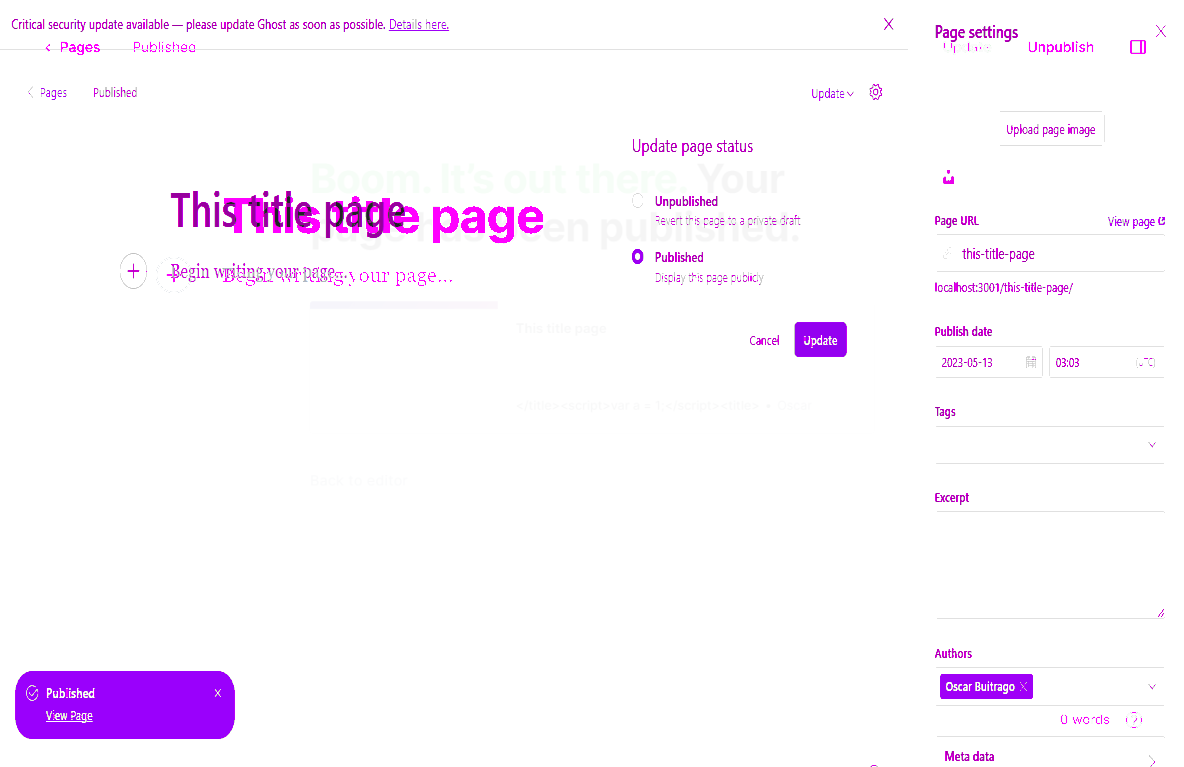 Critical security update available — please update Ghost as soon as possible. Details here.
Pages
Published
Pages
Published
Update
Update page status
Boom. It's out there. Your
This title page
This title page
en published.
Unpublished
Revert this page to a private draft
Published
Display this page publicly
Begin writing your page...
Begin writing your page...
This title page
Cancel
Update
Back to editor
Published
View Page
Page settings
Unpublish
Upload page image
Page URL
View page
this-title-page
localhost:3001/this-title-page/
Publish date
2023-05-13
03:03
(UTC)
Tags
Excerpt
Authors
Oscar Buitrago
0 words
Meta data